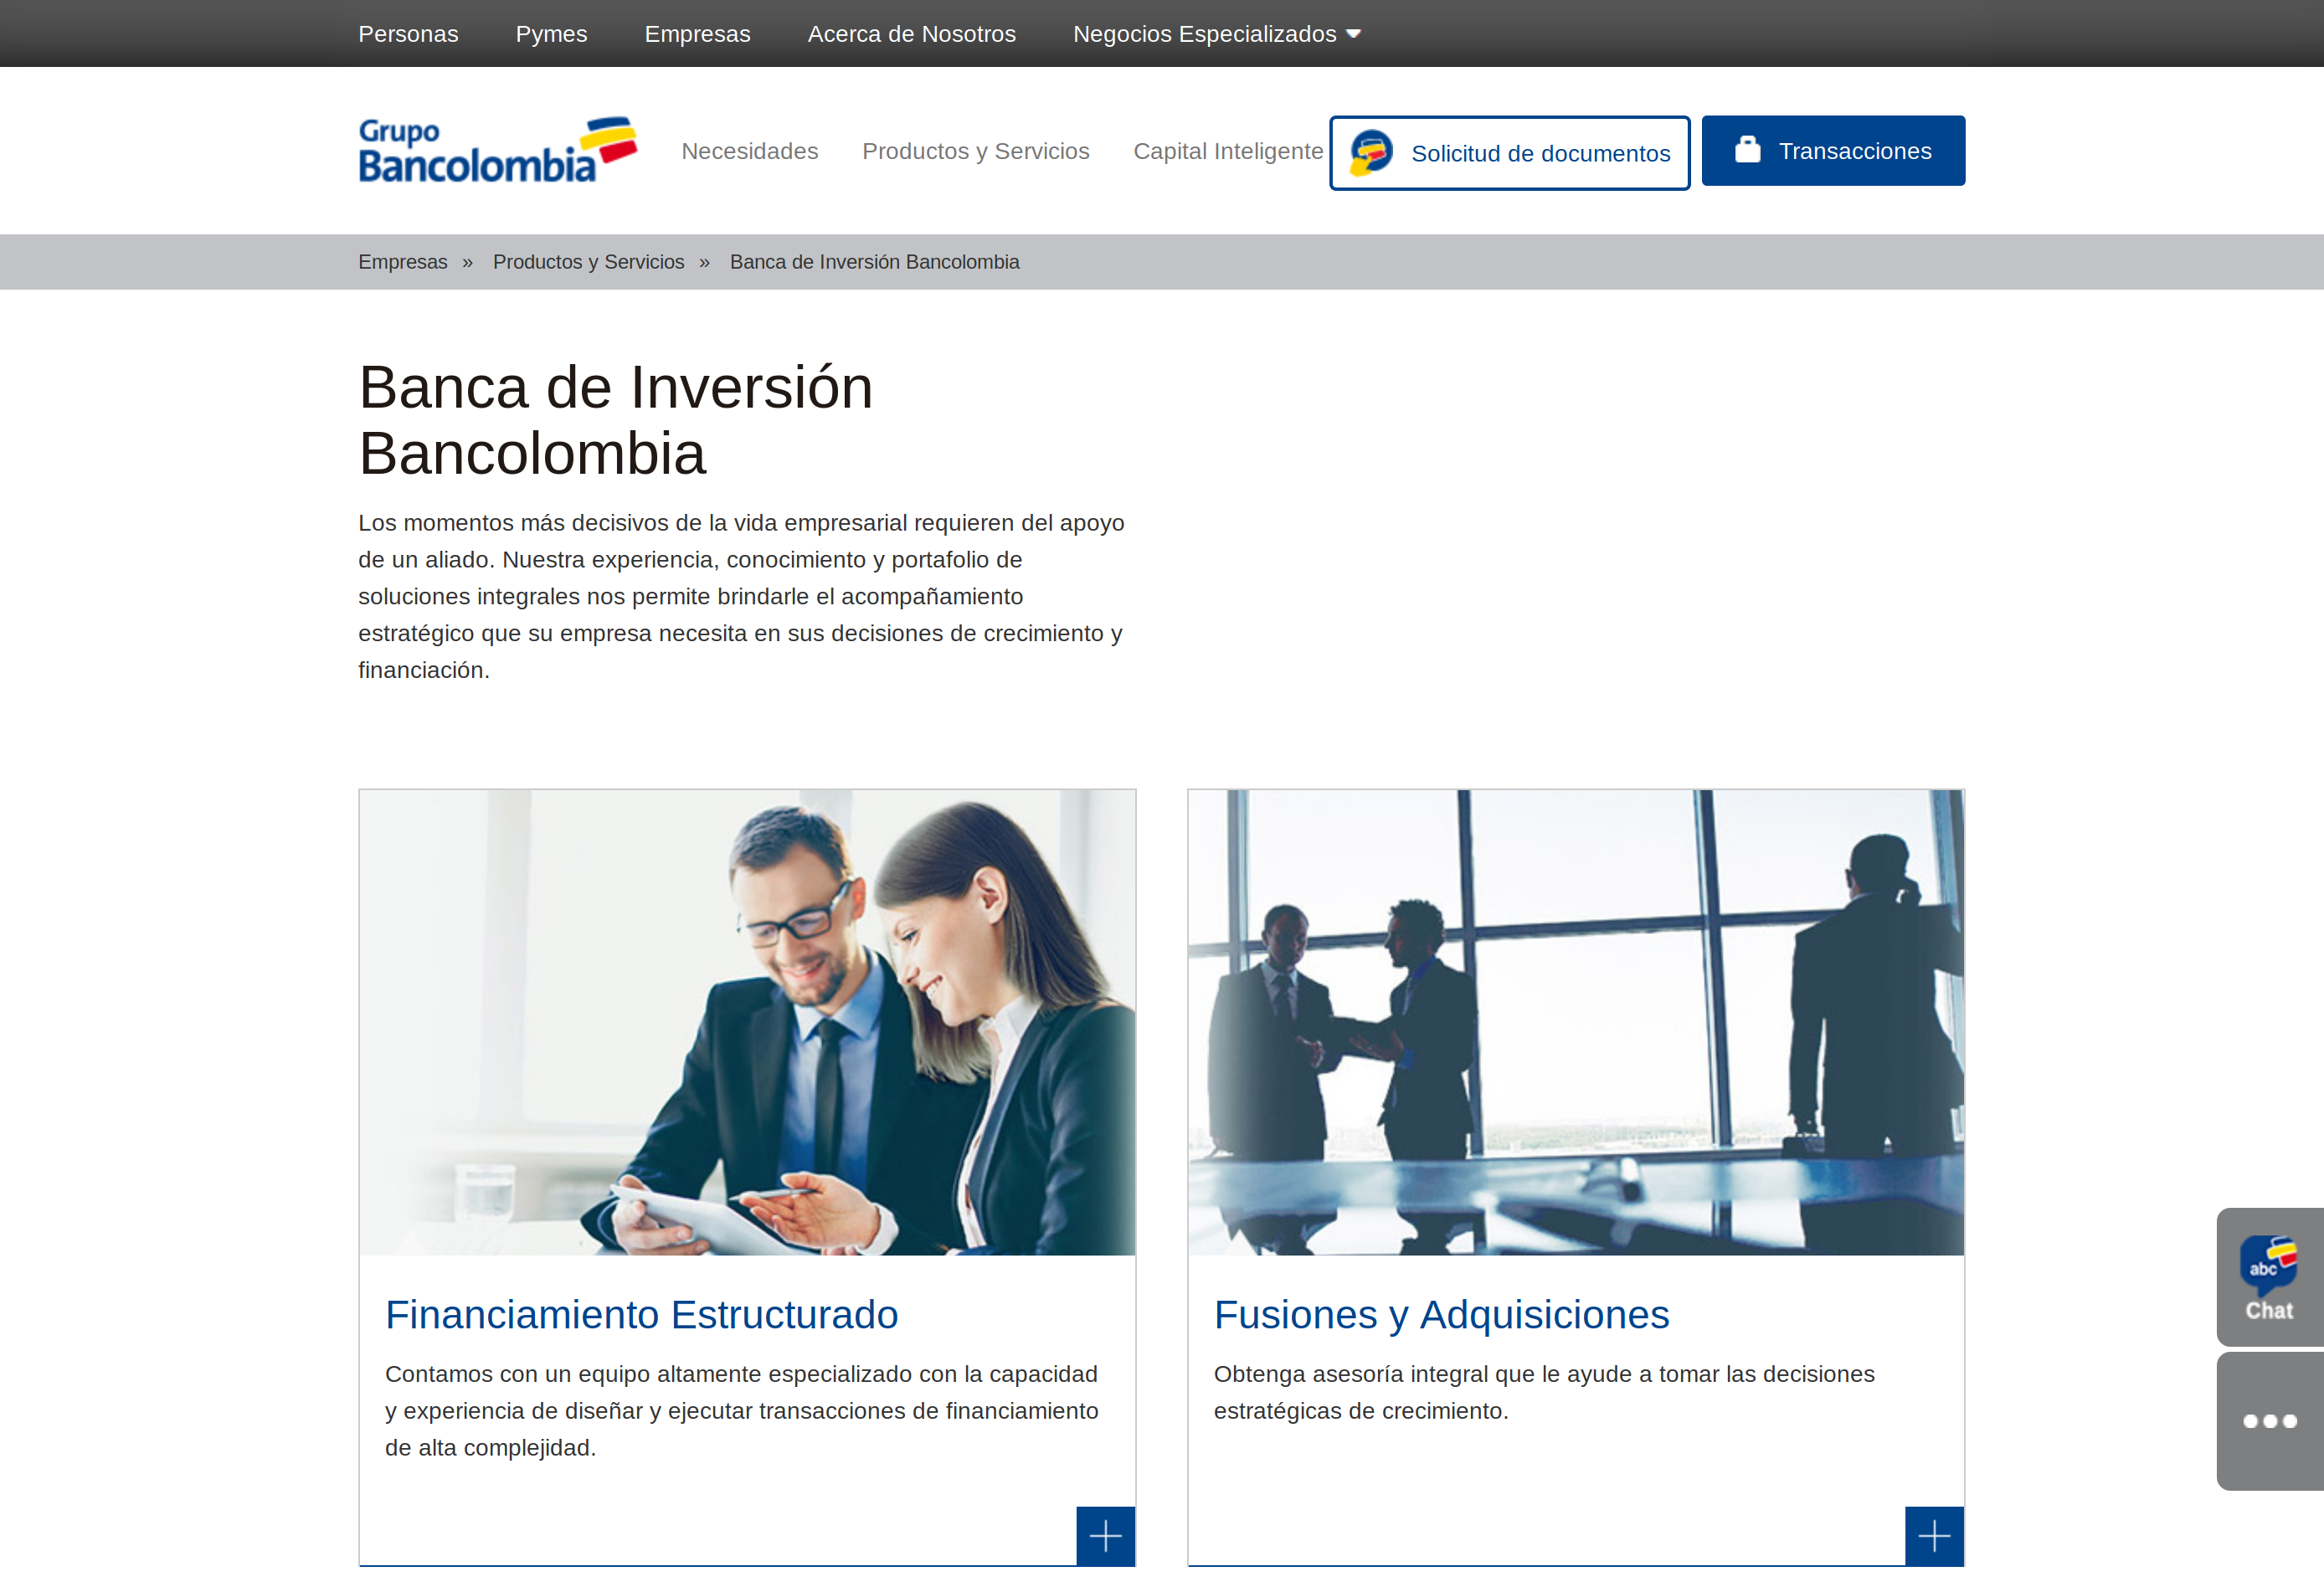 Personas Pymes Empresas Acerca de Nosotros Negocios Especializados
Grupo
Bancolombia
Necesidades Productos y Servicios Capital Inteligente
Solicitud de documentos
Transacciones
Empresas » Productos y Servicios » Banca de Inversión Bancolombia
Banca de Inversión
Bancolombia
Los momentos más decisivos de la vida empresarial requieren del apoyo
de un aliado. Nuestra experiencia, conocimiento y portafolio de
soluciones integrales nos permite brindarle el acompañamiento
estratégico que su empresa necesita en sus decisiones de crecimiento y
financiación.
Financiamiento Estructurado
Contamos con un equipo altamente especializado con la capacidad
y experiencia de diseñar y ejecutar transacciones de financiamiento
de alta complejidad.
Fusiones y Adquisiciones
Obtenga asesoría integral que le ayude a tomar las decisiones
estratégicas de crecimiento.
abc
Chat